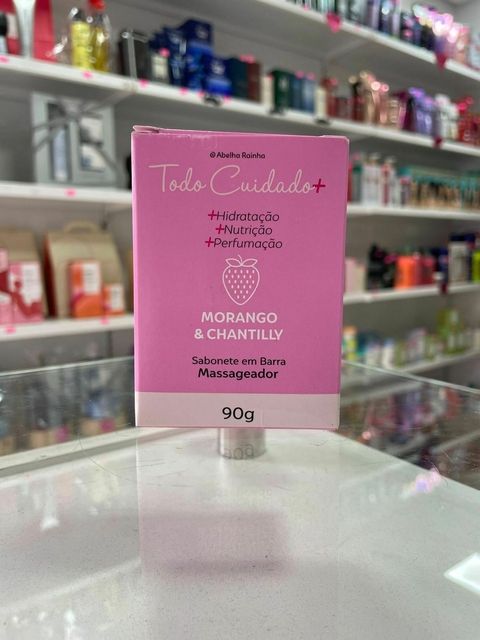 Abelha Rainha
Todo Cuidado+
+Hidratação
+Nutrição
+Perfumação
MORANGO
& CHANTILLY
Sabonete em Barra
Massageador
90g